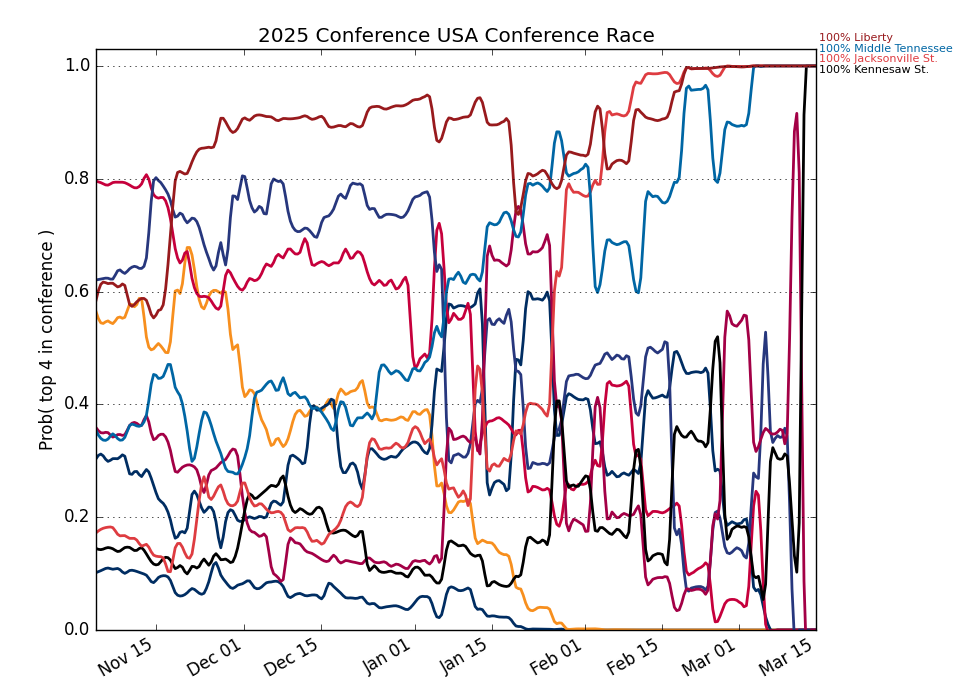 2025 Conference USA Conference Race
100% Liberty
100% Middle Tennessee
100% Jacksonville St.
100% Kennesaw St.
Prob( top 4 in conference )
1.0
0.8
0.6
0.4
0.2
0.0
Nov 15
Dec 01
Dec 15
Jan 01
Jan 15
Feb 01
Feb 15
Mar 01
Mar 15